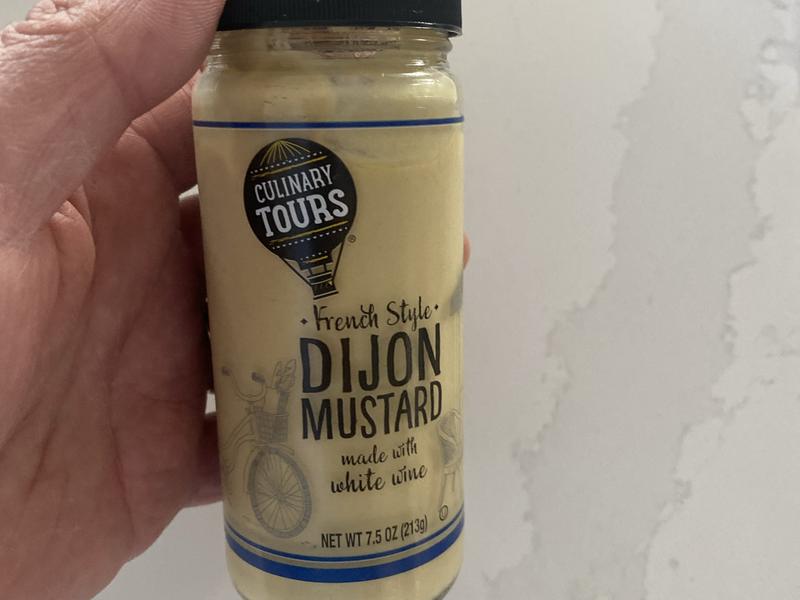 CULINARY
TOURS
®
• French Style •
DIJON
MUSTARD
made with
white wine
NET WT 7.5 OZ (213g)